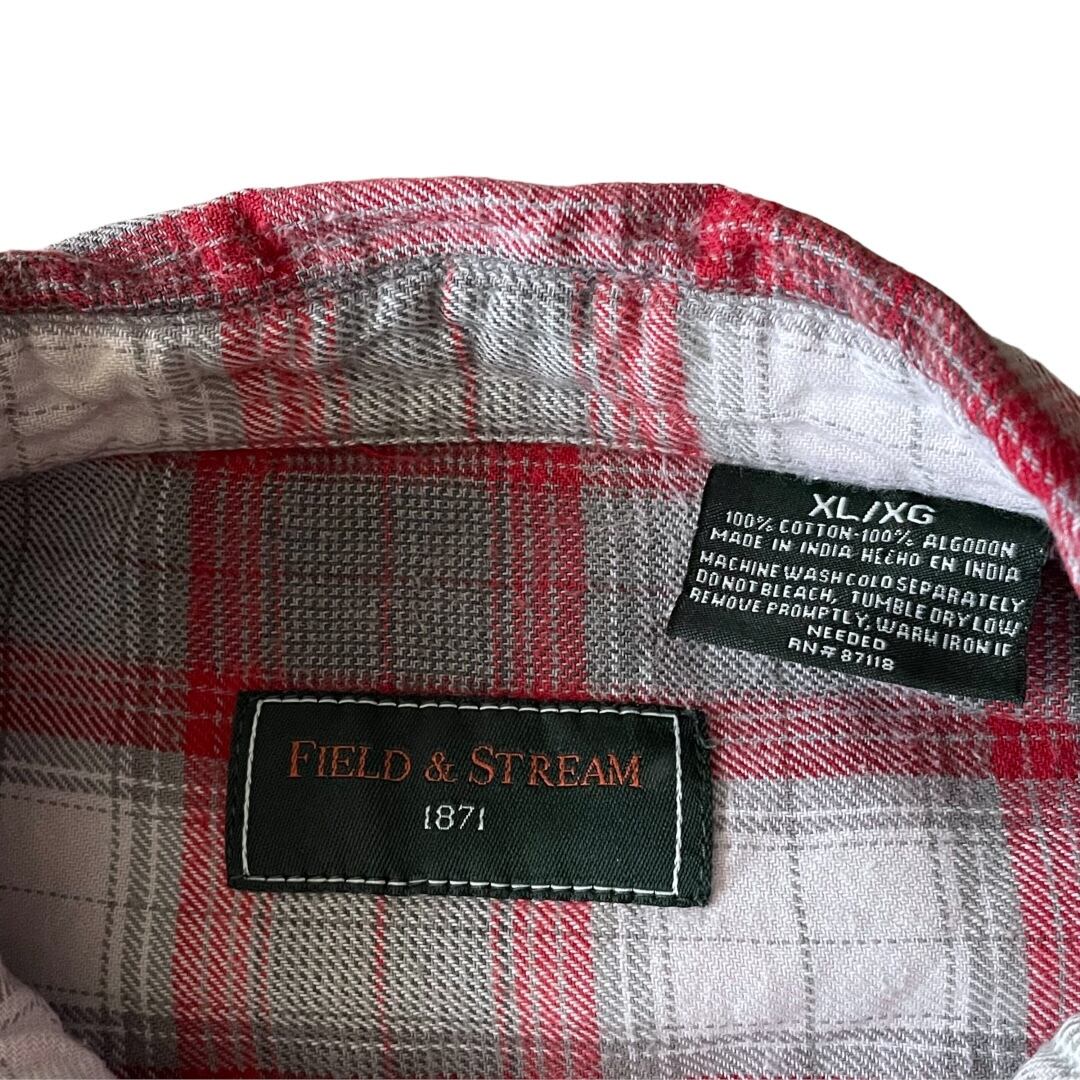 XL/XG
100% COTTON-100% ALGODON
MADE IN INDIA HECHO EN INDIA
MACHINE WASH COLD SEPARATELY
DO NOT BLEACH, TUMBLE DRY LOW
REMOVE PROMPTLY, WARM IRON IF
NEEDED
RN# 87118
FIELD & STREAM
1871